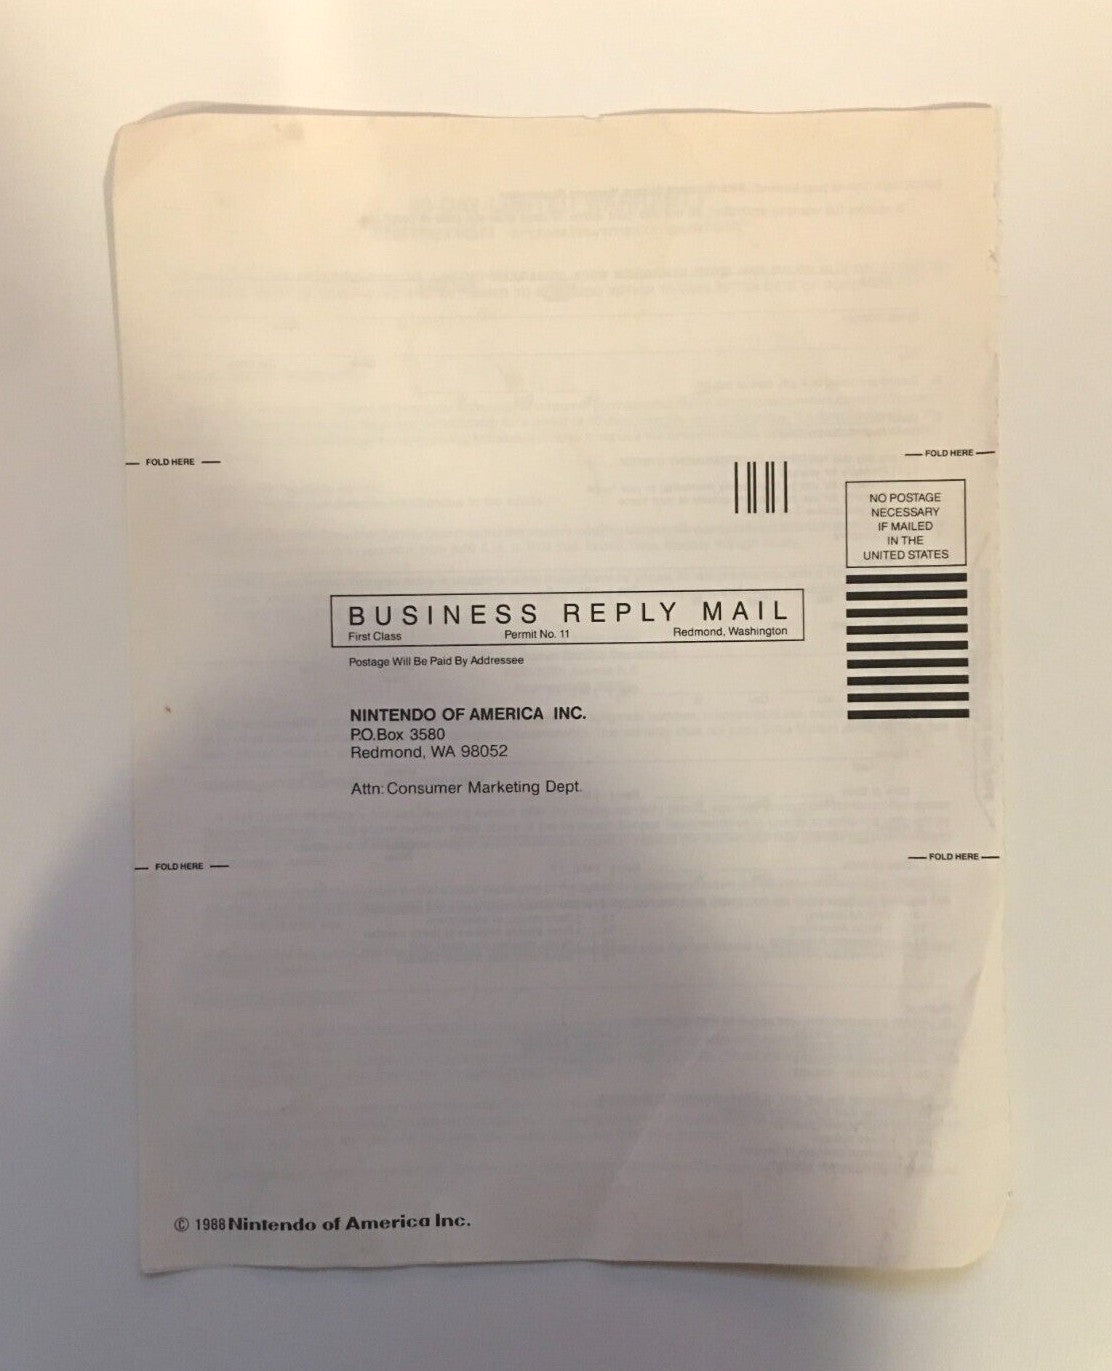 FOLD HERE
FOLD HERE
NO POSTAGE
NECESSARY
IF MAILED
IN THE
UNITED STATES
BUSINESS REPLY MAIL
First Class Permit No. 11 Redmond, Washington
Postage Will Be Paid By Addressee
NINTENDO OF AMERICA INC.
P.O.Box 3580
Redmond, WA 98052
Attn: Consumer Marketing Dept.
FOLD HERE
FOLD HERE
© 1988 Nintendo of America Inc.